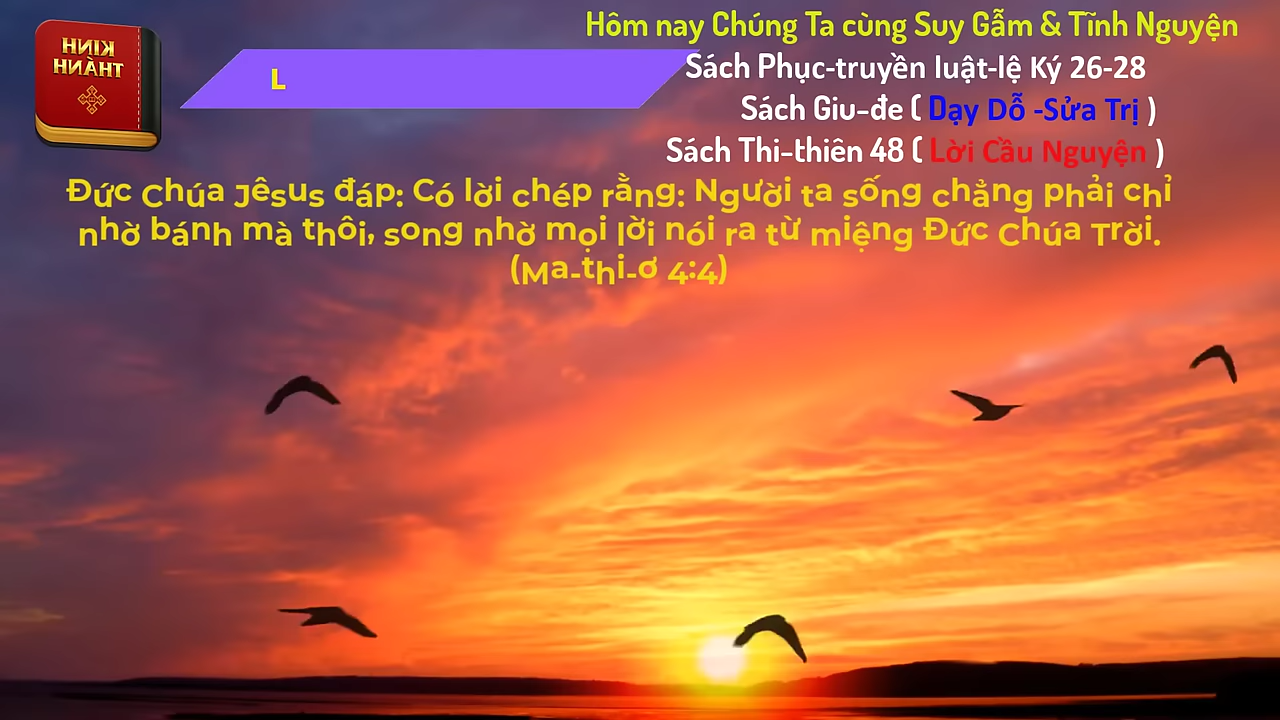 Hôm nay Chúng Ta cùng Suy Gẫm & Tĩnh Nguyện
KINH
THÀNH
L
Sách Phục-truyền luật-lệ Ký 26-28
Sách Giu-đe ( Dạy Dỗ -Sửa Trị )
Sách Thi-thiên 48 ( Lời Cầu Nguyện )
Đức Chúa Jêsus đáp: Có lời chép rằng: Người ta sống chẳng phải chỉ
nhờ bánh mà thôi, song nhờ mọi lời nói ra từ miệng Đức Chúa Trời.
(Ma-thi-ơ 4:4)